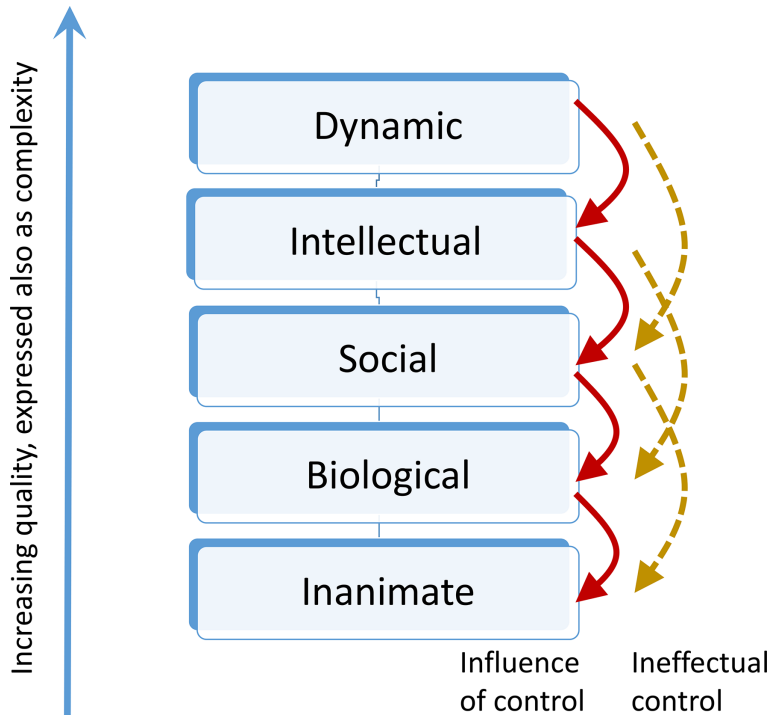 Increasing quality, expressed also as complexity
Dynamic
Intellectual
Social
Biological
Inanimate
Influence
of control
Ineffectual
control